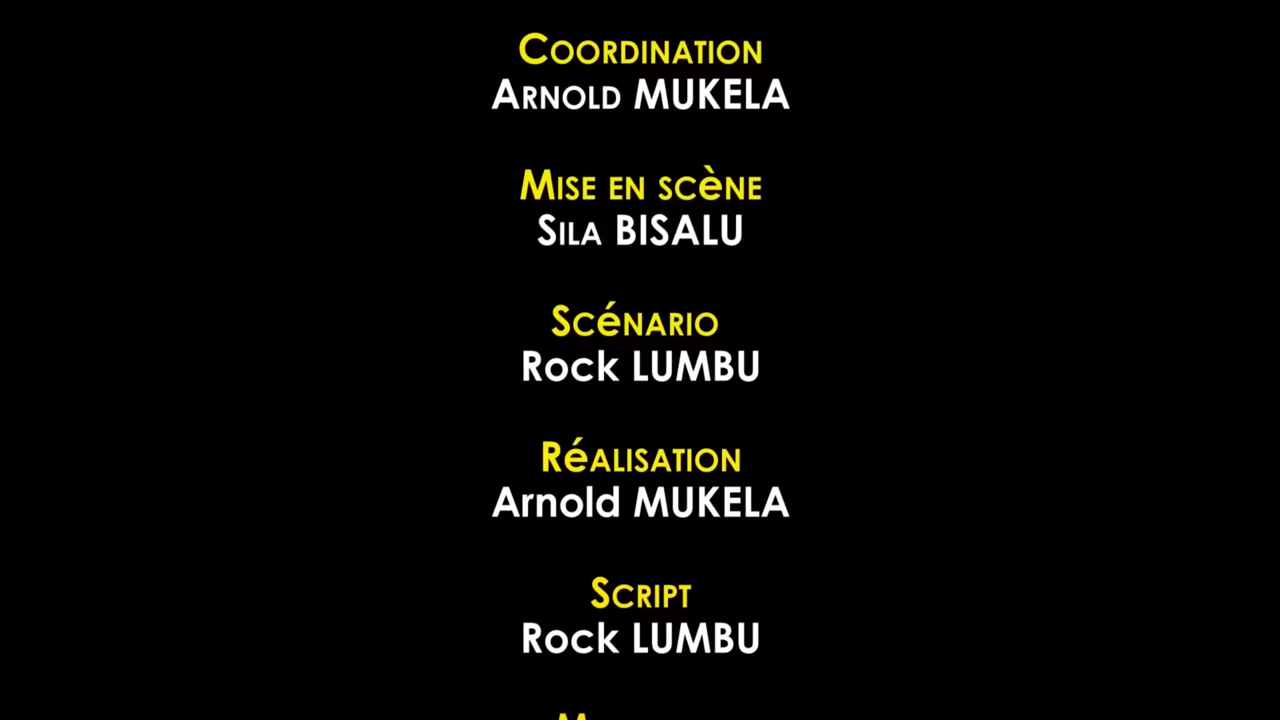 Coordination
Arnold MUKELA
Mise en scène
Sila BISALU
Scénario
Rock LUMBU
Réalisation
Arnold MUKELA
Script
Rock LUMBU